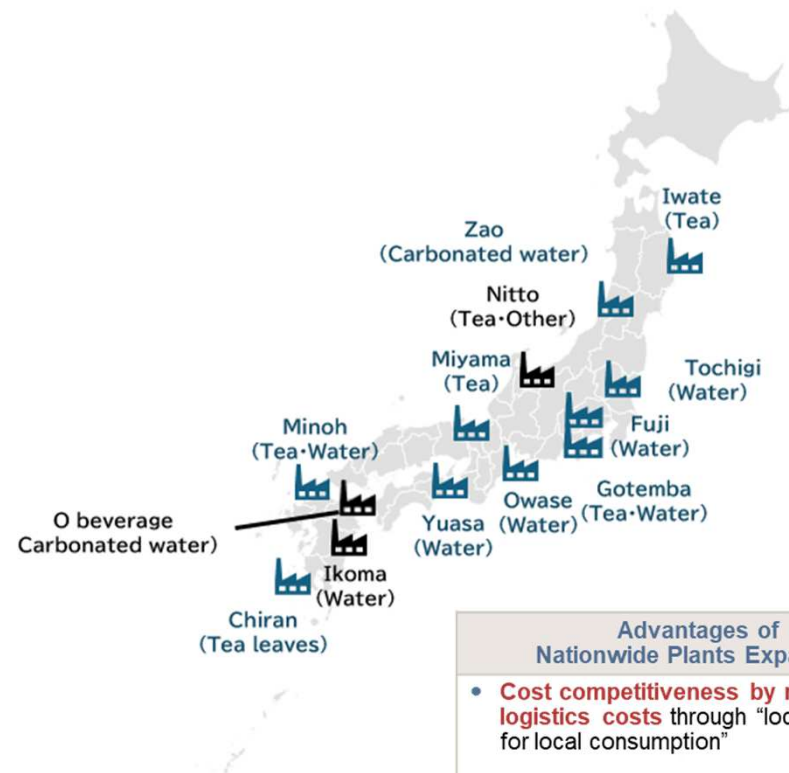 Iwate
(Tea)
Zao
(Carbonated water)
Nitto
(Tea・Other)
Miyama
(Tea)
Tochigi
(Water)
Minoh
(Tea・Water)
Fuji
(Water)
O beverage
Carbonated water)
Yuasa
(Water)
Owase
(Water)
Gotemba
(Tea・Water)
Ikoma
(Water)
Chiran
(Tea leaves)
Advantages of
Nationwide Plants
• Cost competitiveness by
logistics costs through
for local consumption”